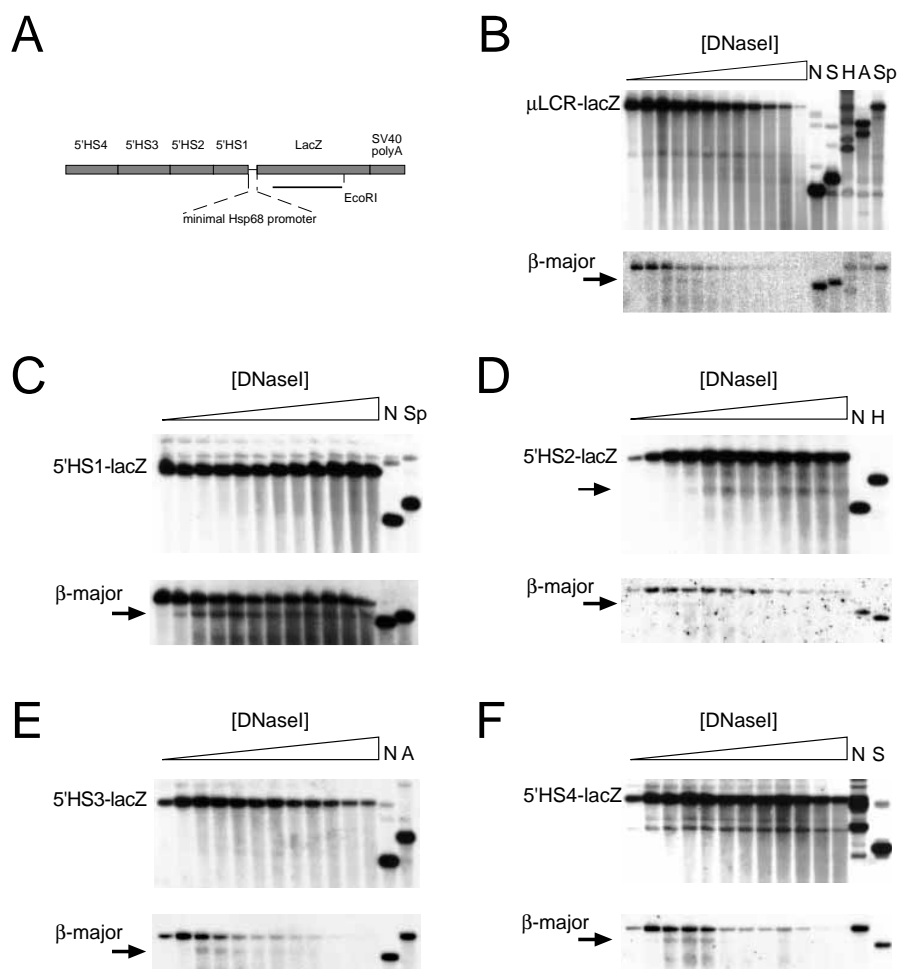 A
5'HS4 5'HS3 5'HS2 5'HS1 LacZ SV40 polyA
EcoRI
minimal Hsp68 promoter
B
[DNaseI]
N S H A Sp
μLCR-lacZ
β-major
C
[DNaseI]
N Sp
5'HS1-lacZ
β-major
D
[DNaseI]
N H
5'HS2-lacZ
β-major
E
[DNaseI]
N A
5'HS3-lacZ
β-major
F
[DNaseI]
N S
5'HS4-lacZ
β-major